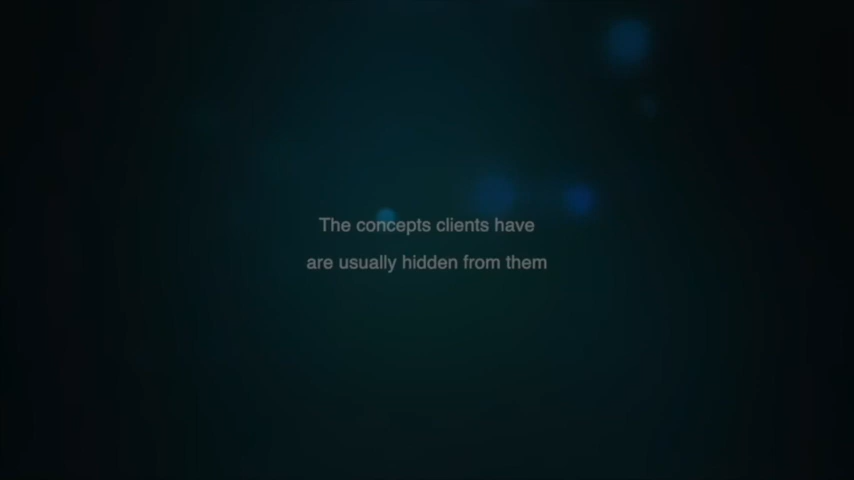 The concepts clients have
are usually hidden from them